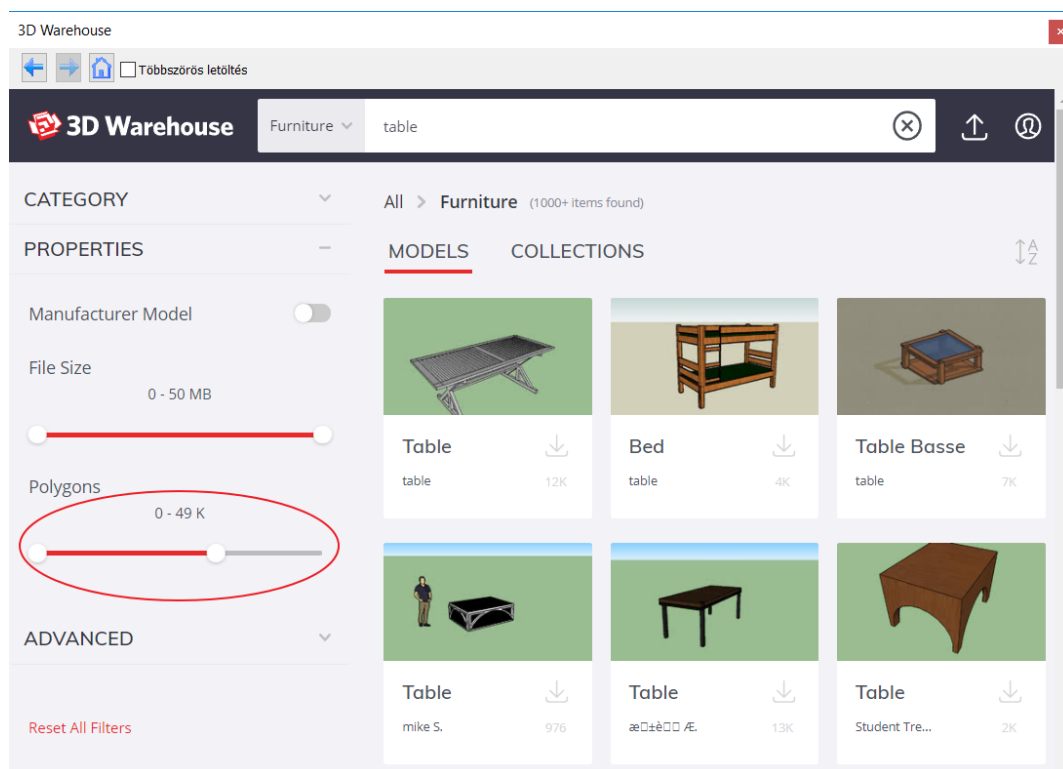 3D Warehouse
Többszörös letöltés
3D Warehouse
Furniture
table
CATEGORY
PROPERTIES
Manufacturer Model
File Size
0 - 50 MB
Polygons
0 - 49 K
ADVANCED
Reset All Filters
All > Furniture (1000+ items found)
MODELS COLLECTIONS
A
Z
Table
table 12K
Bed
table 4K
Table Basse
table 7K
Table
mike S. 976
Table
æ□±è□□ Æ. 13K
Table
Student Tre... 2K